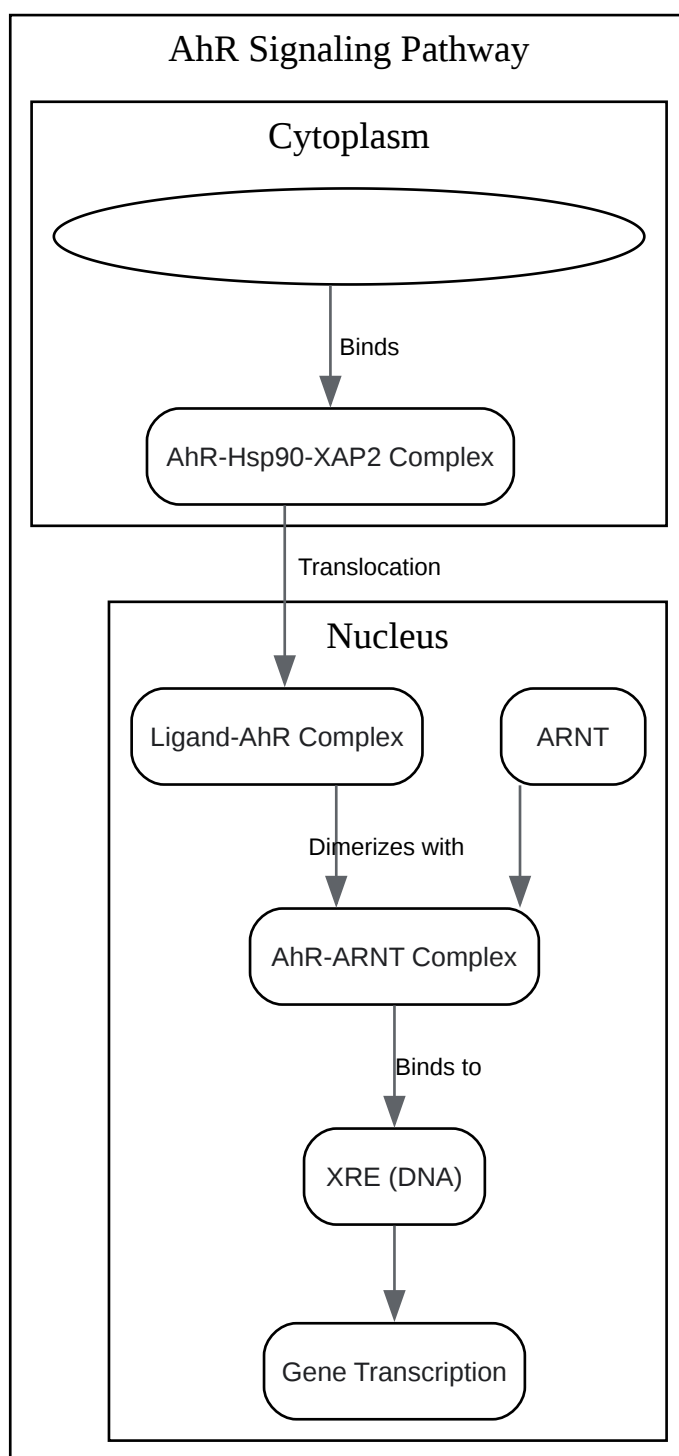 AhR Signaling Pathway
Cytoplasm
Binds
AhR-Hsp90-XAP2 Complex
Translocation
Nucleus
Ligand-AhR Complex
ARNT
Dimerizes with
AhR-ARNT Complex
Binds to
XRE (DNA)
Gene Transcription